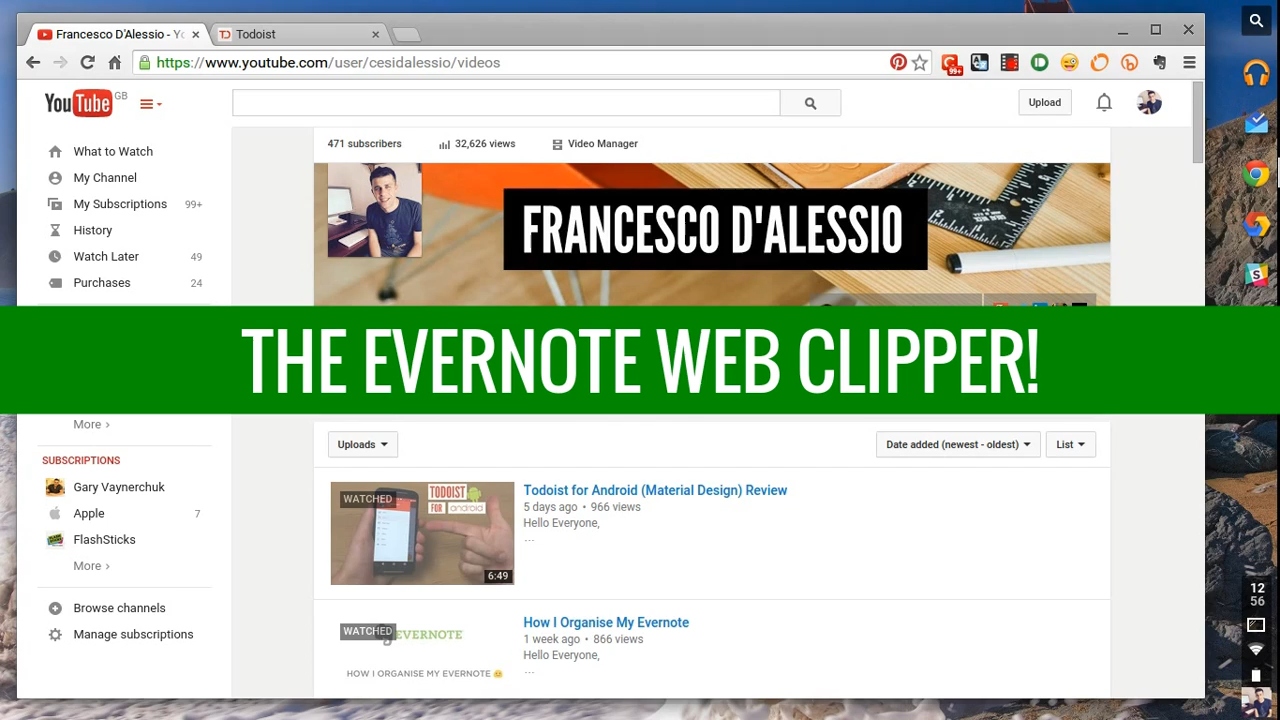 Francesco D'Alessio - Yo
Todoist
https://www.youtube.com/user/cesidalessio/videos
99+
YouTube GB
Upload
What to Watch
My Channel
My Subscriptions 99+
History
Watch Later 49
Purchases 24
471 subscribers
32,626 views
Video Manager
FRANCESCO D'ALESSIO
THE EVERNOTE WEB CLIPPER!
More ›
SUBSCRIPTIONS
Gary Vaynerchuk
Apple 7
FlashSticks
More ›
Browse channels
Manage subscriptions
Uploads
Date added (newest - oldest)
List
WATCHED
TODOIST
FOR android
6:49
Todoist for Android (Material Design) Review
5 days ago • 966 views
Hello Everyone,
...
WATCHED
EVERNOTE
HOW I ORGANISE MY EVERNOTE
How I Organise My Evernote
1 week ago • 866 views
Hello Everyone,
...
12
56